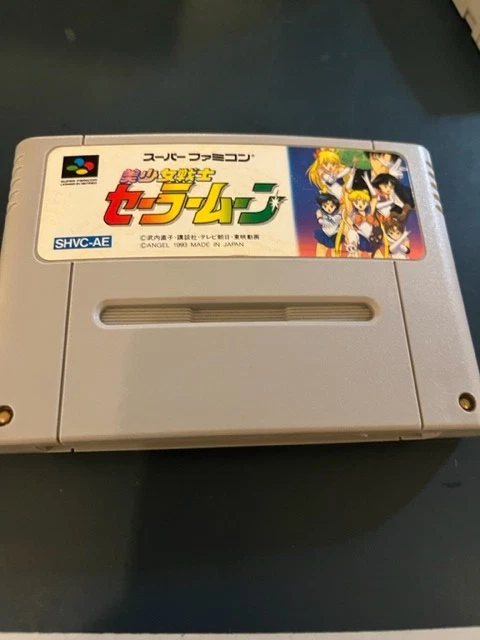 スーパーファミコン
美少女戦士
セーラームーン
SUPER FAMICOM
SHVC-AE
©武内直子・講談社・テレビ朝日・東映動画
©ANGEL 1993 MADE IN JAPAN